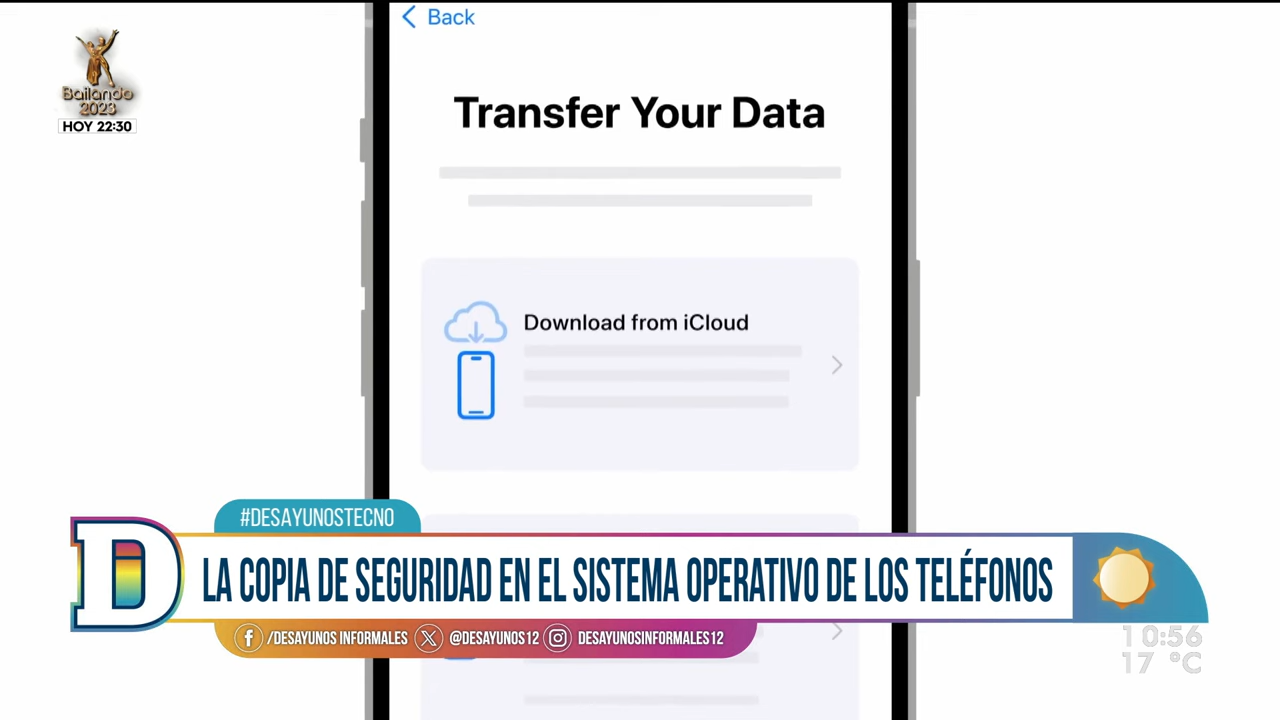 Back
Bailando
2023
HOY 22:30
Transfer Your Data
Download from iCloud
#DESAYUNOSTECNO
D
LA COPIA DE SEGURIDAD EN EL SISTEMA OPERATIVO DE LOS TELÉFONOS
/DESAYUNOS INFORMALES @DESAYUNOS12 DESAYUNOSINFORMALES12
10:56
17 °C